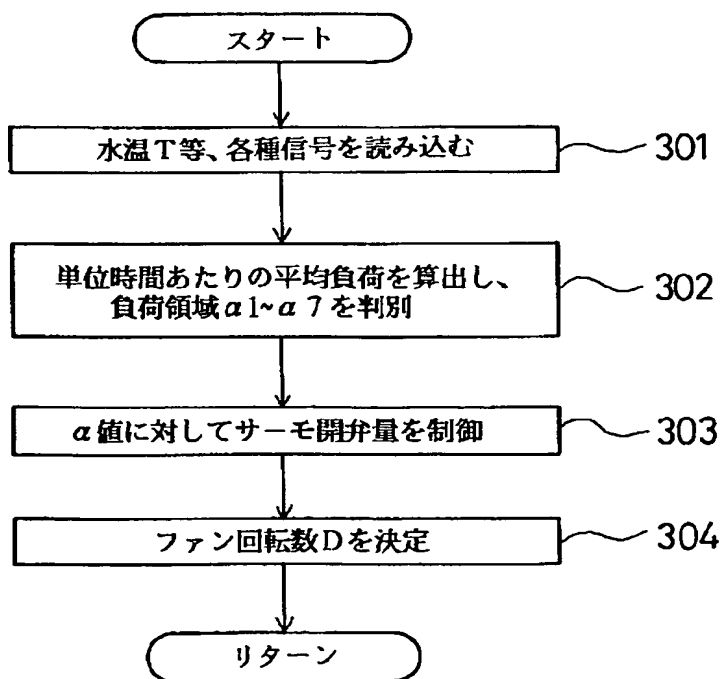 スタート
水温T等、各種信号を読み込む
301
単位時間あたりの平均負荷を算出し、
負荷領域α1~α7を判別
302
α値に対してサーモ開弁量を制御
303
ファン回転数Dを決定
304
リターン